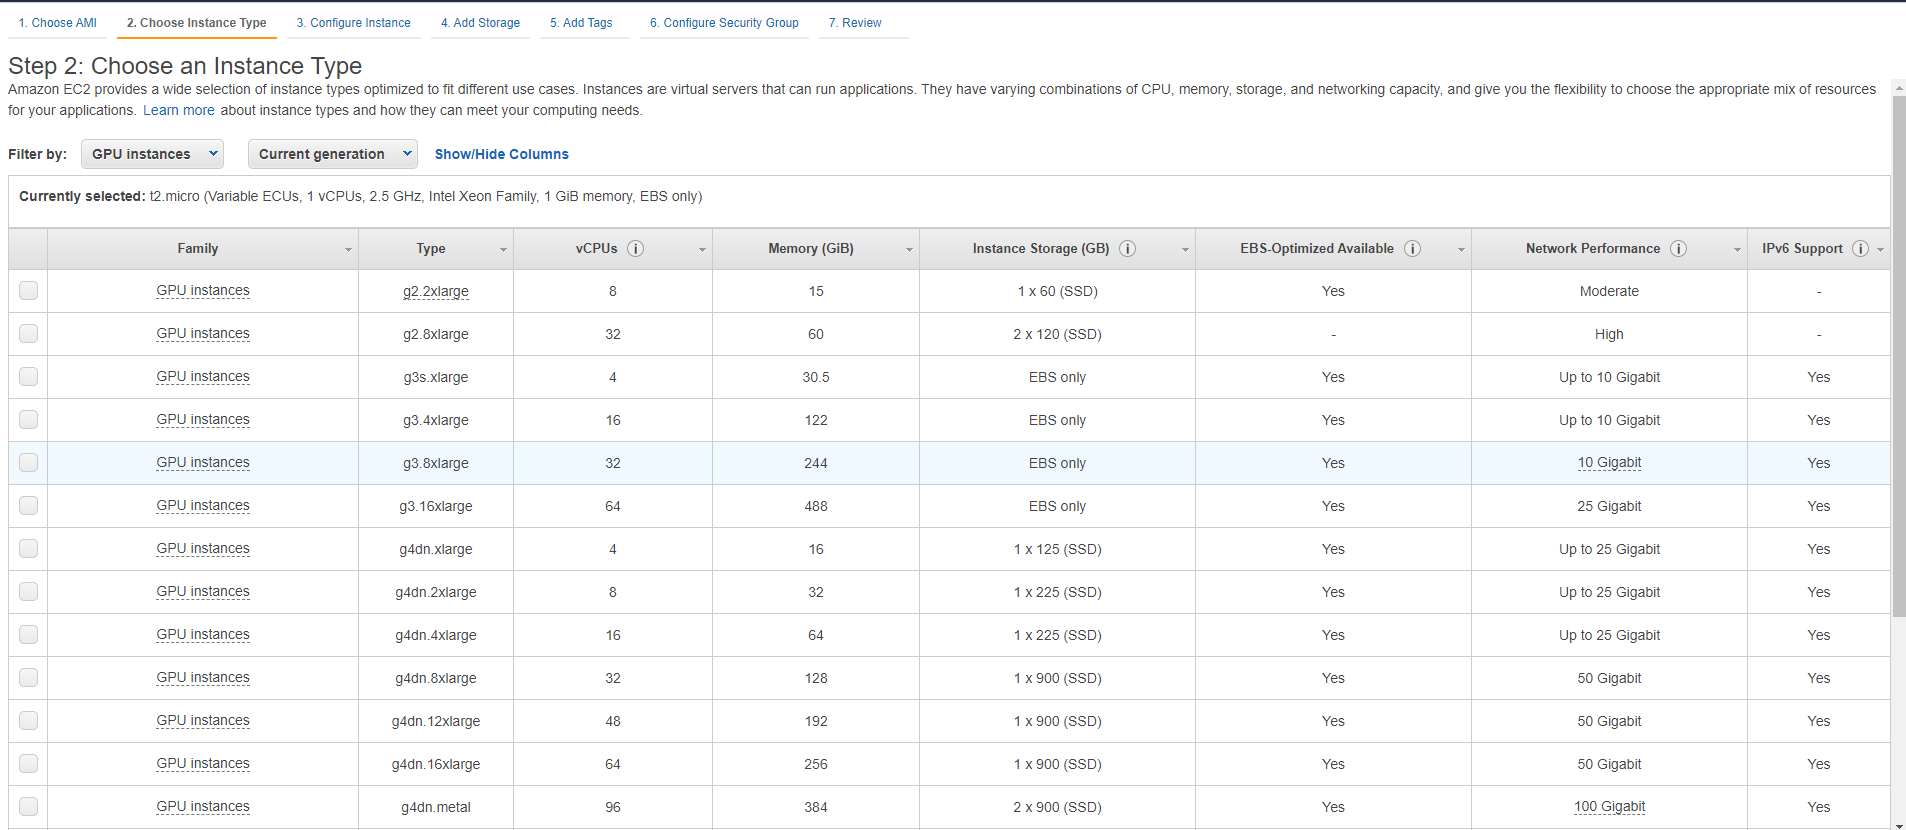 1. Choose AMI 2. Choose Instance Type 3. Configure Instance 4. Add Storage 5. Add Tags 6. Configure Security Group 7. Review
Step 2: Choose an Instance Type
Amazon EC2 provides a wide selection of instance types optimized to fit different use cases. Instances are virtual servers that can run applications. They have varying combinations of CPU, memory, storage, and networking capacity, and give you the flexibility to choose the appropriate mix of resources
for your applications. Learn more about instance types and how they can meet your computing needs.
Filter by: GPU instances Current generation Show/Hide Columns
Currently selected: t2.micro (Variable ECUs, 1 vCPUs, 2.5 GHz, Intel Xeon Family, 1 GiB memory, EBS only)
Family Type vCPUs i Memory (GiB) Instance Storage (GB) i EBS-Optimized Available i Network Performance i IPv6 Support i
GPU instances g2.2xlarge 8 15 1 x 60 (SSD) Yes Moderate -
GPU instances g2.8xlarge 32 60 2 x 120 (SSD) - High -
GPU instances g3s.xlarge 4 30.5 EBS only Yes Up to 10 Gigabit Yes
GPU instances g3.4xlarge 16 122 EBS only Yes Up to 10 Gigabit Yes
GPU instances g3.8xlarge 32 244 EBS only Yes 10 Gigabit Yes
GPU instances g3.16xlarge 64 488 EBS only Yes 25 Gigabit Yes
GPU instances g4dn.xlarge 4 16 1 x 125 (SSD) Yes Up to 25 Gigabit Yes
GPU instances g4dn.2xlarge 8 32 1 x 225 (SSD) Yes Up to 25 Gigabit Yes
GPU instances g4dn.4xlarge 16 64 1 x 225 (SSD) Yes Up to 25 Gigabit Yes
GPU instances g4dn.8xlarge 32 128 1 x 900 (SSD) Yes 50 Gigabit Yes
GPU instances g4dn.12xlarge 48 192 1 x 900 (SSD) Yes 50 Gigabit Yes
GPU instances g4dn.16xlarge 64 256 1 x 900 (SSD) Yes 50 Gigabit Yes
GPU instances g4dn.metal 96 384 2 x 900 (SSD) Yes 100 Gigabit Yes